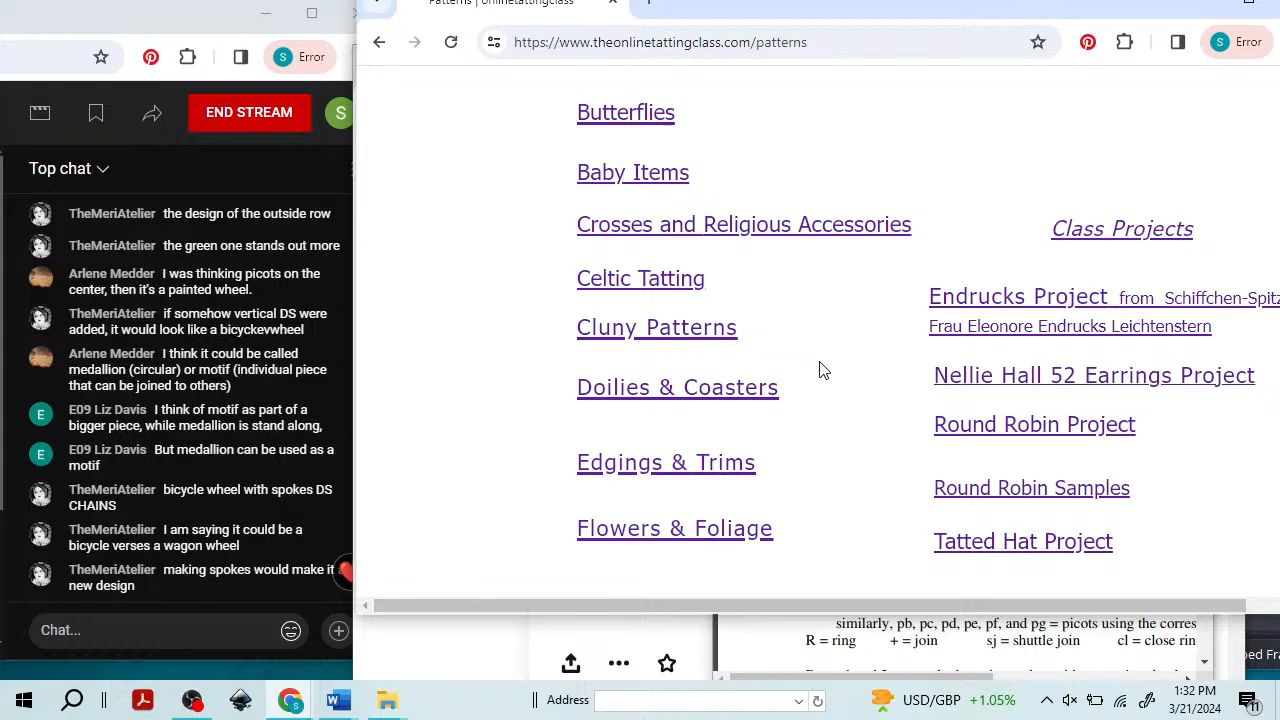 Patterns | onlinetattingclass
https://www.theonlinetattingclass.com/patterns
S Error
S Error
END STREAM
S
Top chat
TheMeriAtelier the design of the outside row
TheMeriAtelier the green one stands out more
Arlene Medder I was thinking picots on the
center, then it's a painted wheel.
TheMeriAtelier if somehow vertical DS were
added, it would look like a bicyckevwheel
Arlene Medder I think it could be called
medallion (circular) or motif (individual piece
that can be joined to others)
E E09 Liz Davis I think of motif as part of a
bigger piece, while medallion is stand along,
E E09 Liz Davis But medallion can be used as a
motif
TheMeriAtelier bicycle wheel with spokes DS
CHAINS
TheMeriAtelier I am saying it could be a
bicycle verses a wagon wheel
TheMeriAtelier making spokes would make it
new design
Chat...
Butterflies
Baby Items
Crosses and Religious Accessories
Celtic Tatting
Cluny Patterns
Doilies & Coasters
Edgings & Trims
Flowers & Foliage
Class Projects
Endrucks Project from Schiffchen-Spitz
Frau Eleonore Endrucks Leichtenstern
Nellie Hall 52 Earrings Project
Round Robin Project
Round Robin Samples
Tatted Hat Project
similarly, pb, pc, pd, pe, pf, and pg = picots using the corres
R = ring + = join sj = shuttle join cl = close rin
ped Fra
Address
USD/GBP +1.05%
1:32 PM
3/21/2024
11